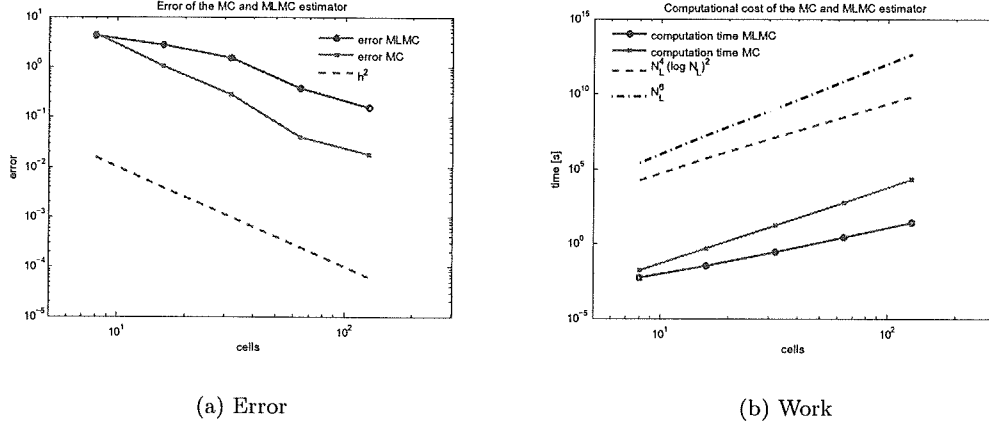 Error of the MC and MLMC estimator
error MLMC
error MC
h^2
10^1
10^0
10^-1
10^-2
10^-3
10^-4
10^-5
error
10^1
10^2
cells
(a) Error
Computational cost of the MC and MLMC estimator
computation time MLMC
computation time MC
N_L^4 (log N_L)^2
N_L^6
10^15
10^10
10^5
10^0
10^-5
time [s]
10^1
10^2
cells
(b) Work